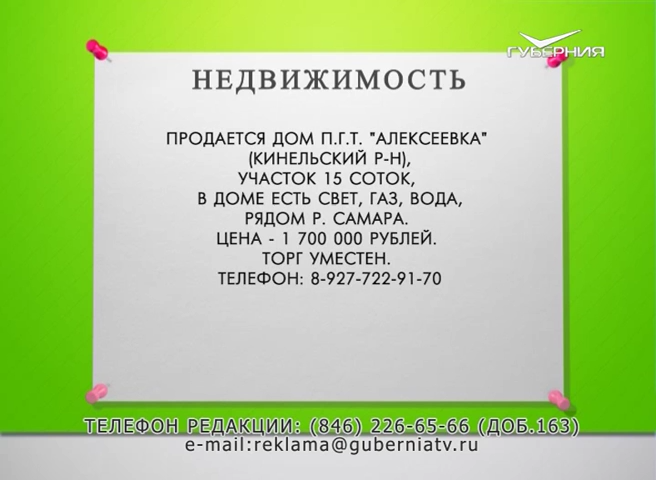 ГУБЕРНИЯ
НЕДВИЖИМОСТЬ
ПРОДАЕТСЯ ДОМ П.Г.Т. "АЛЕКСЕЕВКА"
(КИНЕЛЬСКИЙ Р-Н),
УЧАСТОК 15 СОТОК,
В ДОМЕ ЕСТЬ СВЕТ, ГАЗ, ВОДА,
РЯДОМ Р. САМАРА.
ЦЕНА - 1 700 000 РУБЛЕЙ.
ТОРГ УМЕСТЕН.
ТЕЛЕФОН: 8-927-722-91-70
ТЕЛЕФОН РЕДАКЦИИ: (846) 226-65-66 (ДОБ.163)
e-mail:reklama@guberniatv.ru